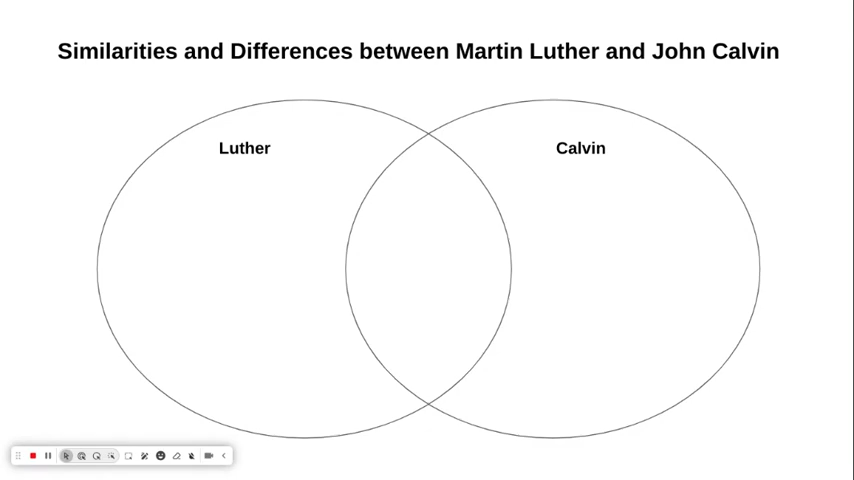 Similarities and Differences between Martin Luther and John Calvin
Luther
Calvin